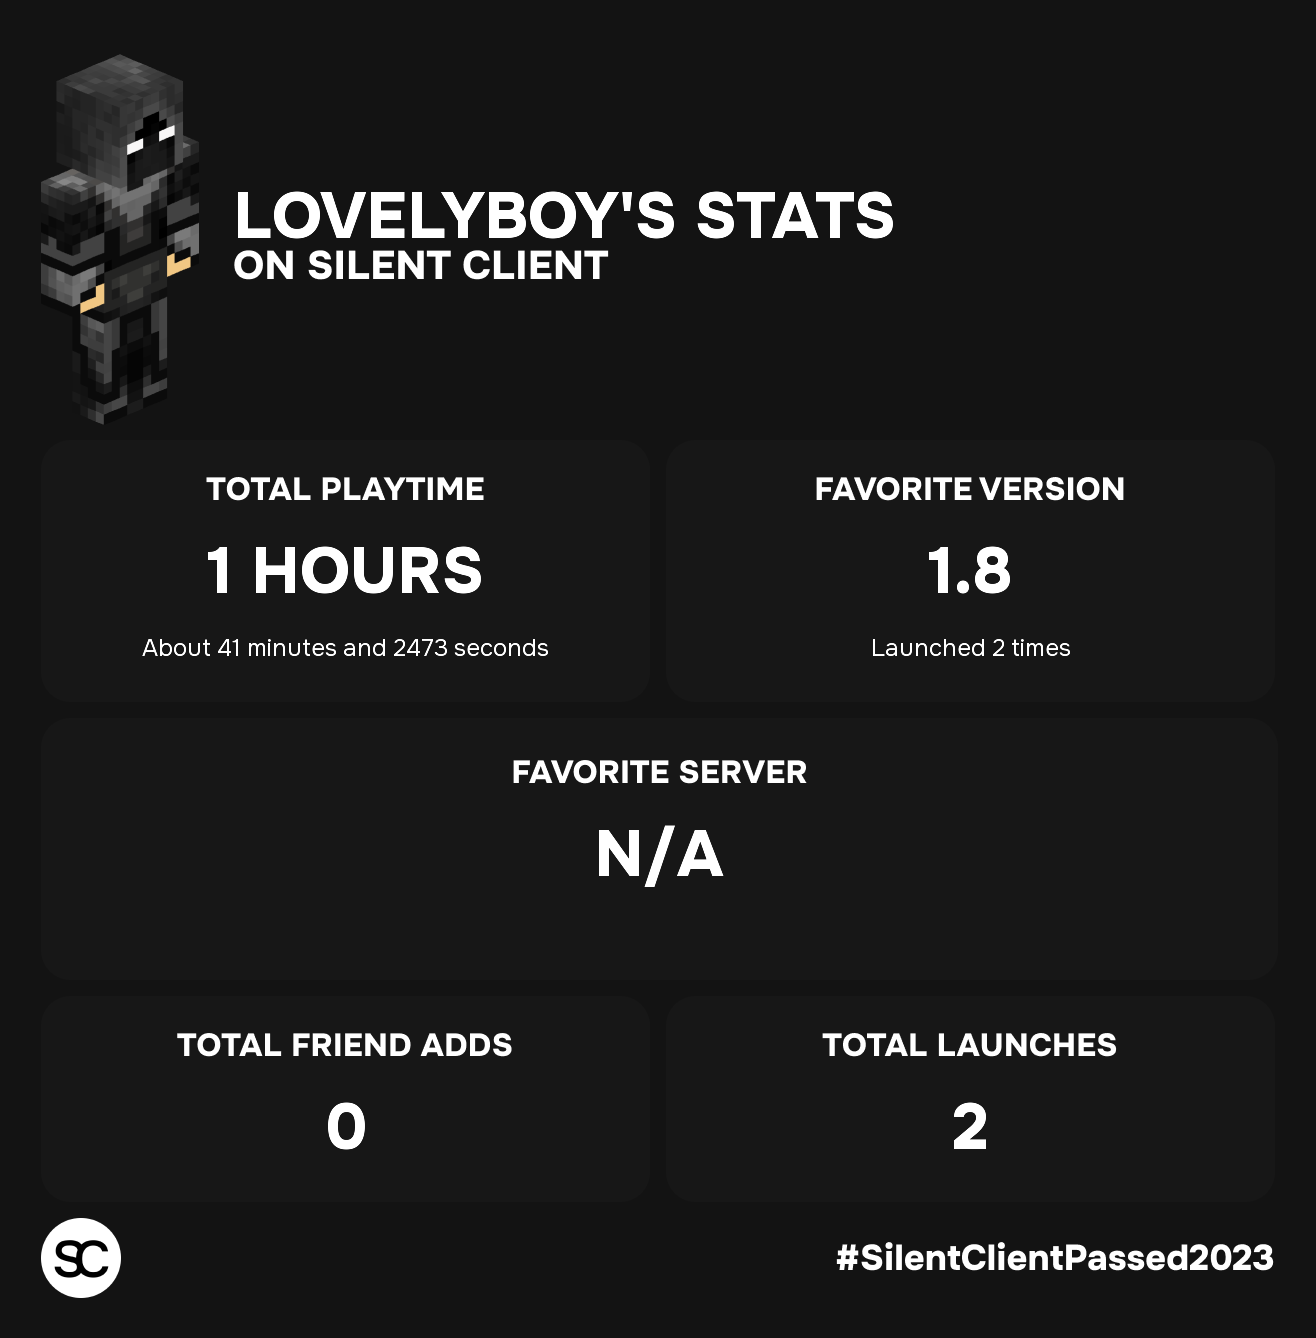 LOVELYBOY'S STATS
ON SILENT CLIENT
TOTAL PLAYTIME
1 HOURS
About 41 minutes and 2473 seconds
FAVORITE VERSION
1.8
Launched 2 times
FAVORITE SERVER
N/A
TOTAL FRIEND ADDS
0
TOTAL LAUNCHES
2
SC
#SilentClientPassed2023